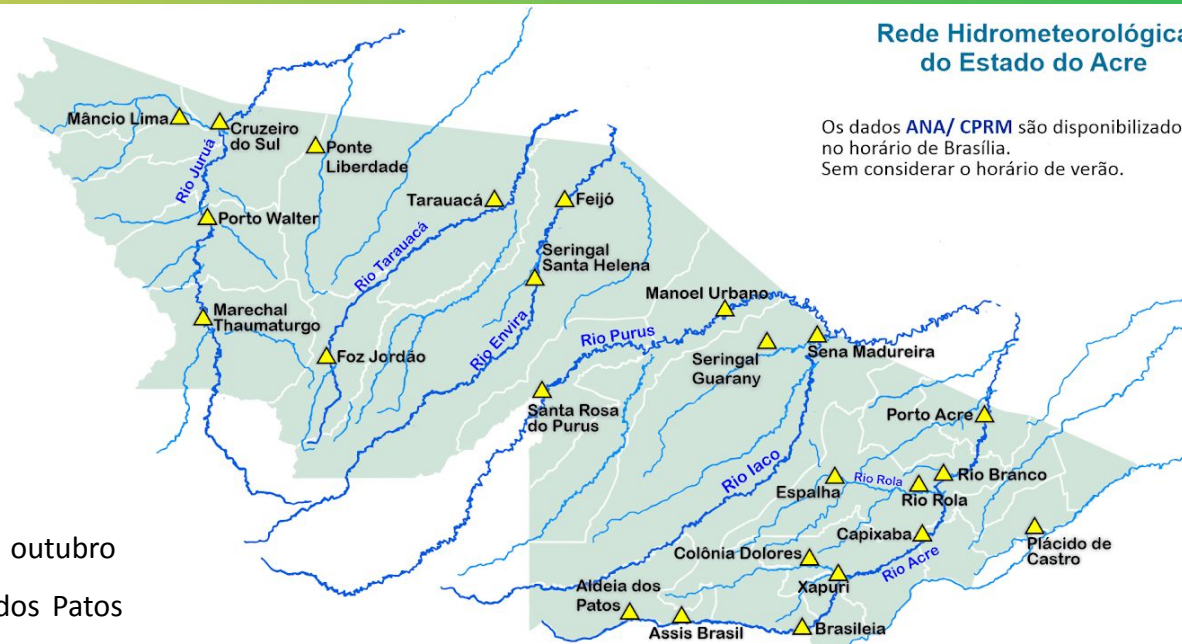 Rede Hidrometeorológica
do Estado do Acre
Os dados ANA/ CPRM são disponibilizado
no horário de Brasília.
Sem considerar o horário de verão.
Mâncio Lima
Cruzeiro
do Sul
Ponte
Liberdade
Rio Juruá
Porto Walter
Tarauacá
Feijó
Rio Tarauacá
Seringal
Santa Helena
Marechal
Thaumaturgo
Foz Jordão
Rio Envira
Manoel Urbano
Rio Purus
Seringal
Guarany
Sena Madureira
Santa Rosa
do Purus
Porto Acre
Rio Iaco
Espalha
Rio Rola
Rio Rola
Rio Branco
Capixaba
Plácido de
Castro
Colônia Dolores
Rio Acre
Xapuri
Aldeia dos
Patos
Assis Brasil
Brasileia
outubro
dos Patos